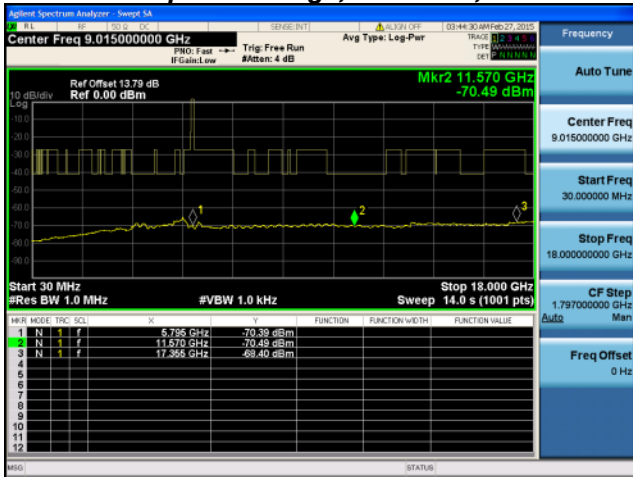 Agilent Spectrum Analyzer - Swept SA
RL RF 50 Ω DC SENSE:INT ALIGN OFF 03:44:30 AM Feb 27, 2015
Center Freq 9.015000000 GHz
PNO: Fast
IFGain:Low
Trig: Free Run
#Atten: 4 dB
Avg Type: Log-Pwr
TRACE 1 2 3 4 5 6
TYPE
DET P N N N N N
Frequency
Mkr2 11.570 GHz
-70.49 dBm
Ref Offset 13.79 dB
10 dB/div Ref 0.00 dBm
Log
-10.0
-20.0
-30.0
-40.0
-50.0
-60.0
-70.0
-80.0
-90.0
1
2
3
Start 30 MHz
Stop 18.000 GHz
#Res BW 1.0 MHz #VBW 1.0 kHz Sweep 14.0 s (1001 pts)
MKR MODE TRC SCL X Y FUNCTION FUNCTION WIDTH FUNCTION VALUE
1 N 1 f 5.795 GHz -70.39 dBm
2 N 1 f 11.570 GHz -70.49 dBm
3 N 1 f 17.355 GHz -69.40 dBm
4
5
6
7
8
9
10
11
12
MSG STATUS
Auto Tune
Center Freq
9.015000000 GHz
Start Freq
30.000000 MHz
Stop Freq
18.000000000 GHz
CF Step
1.797000000 GHz
Auto Man
Freq Offset
0 Hz